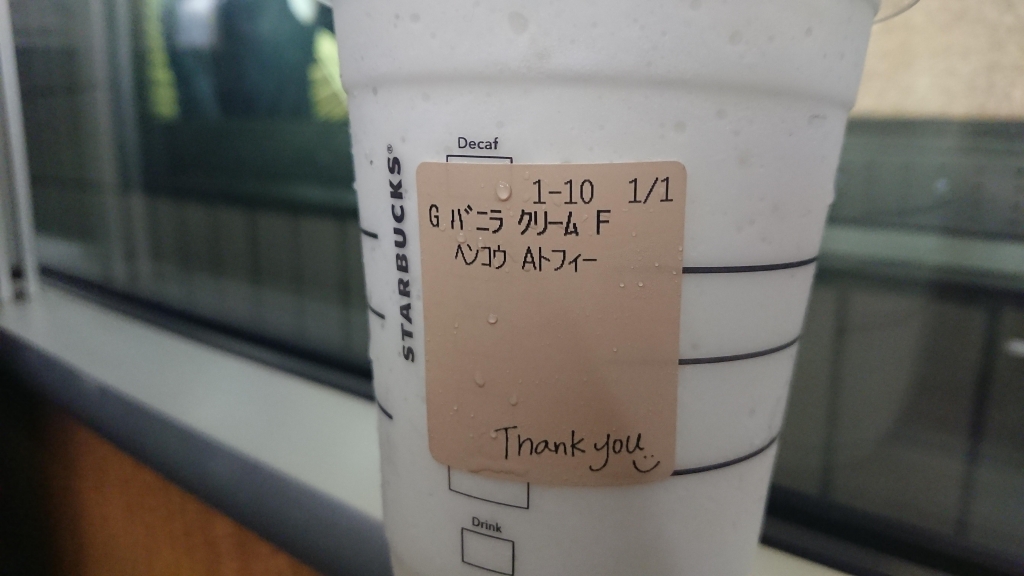 Decaf
STARBUCKS®
1-10 1/1
G バニラ クリーム F
ヘンコウ Aトフィー
Thank you
Drink